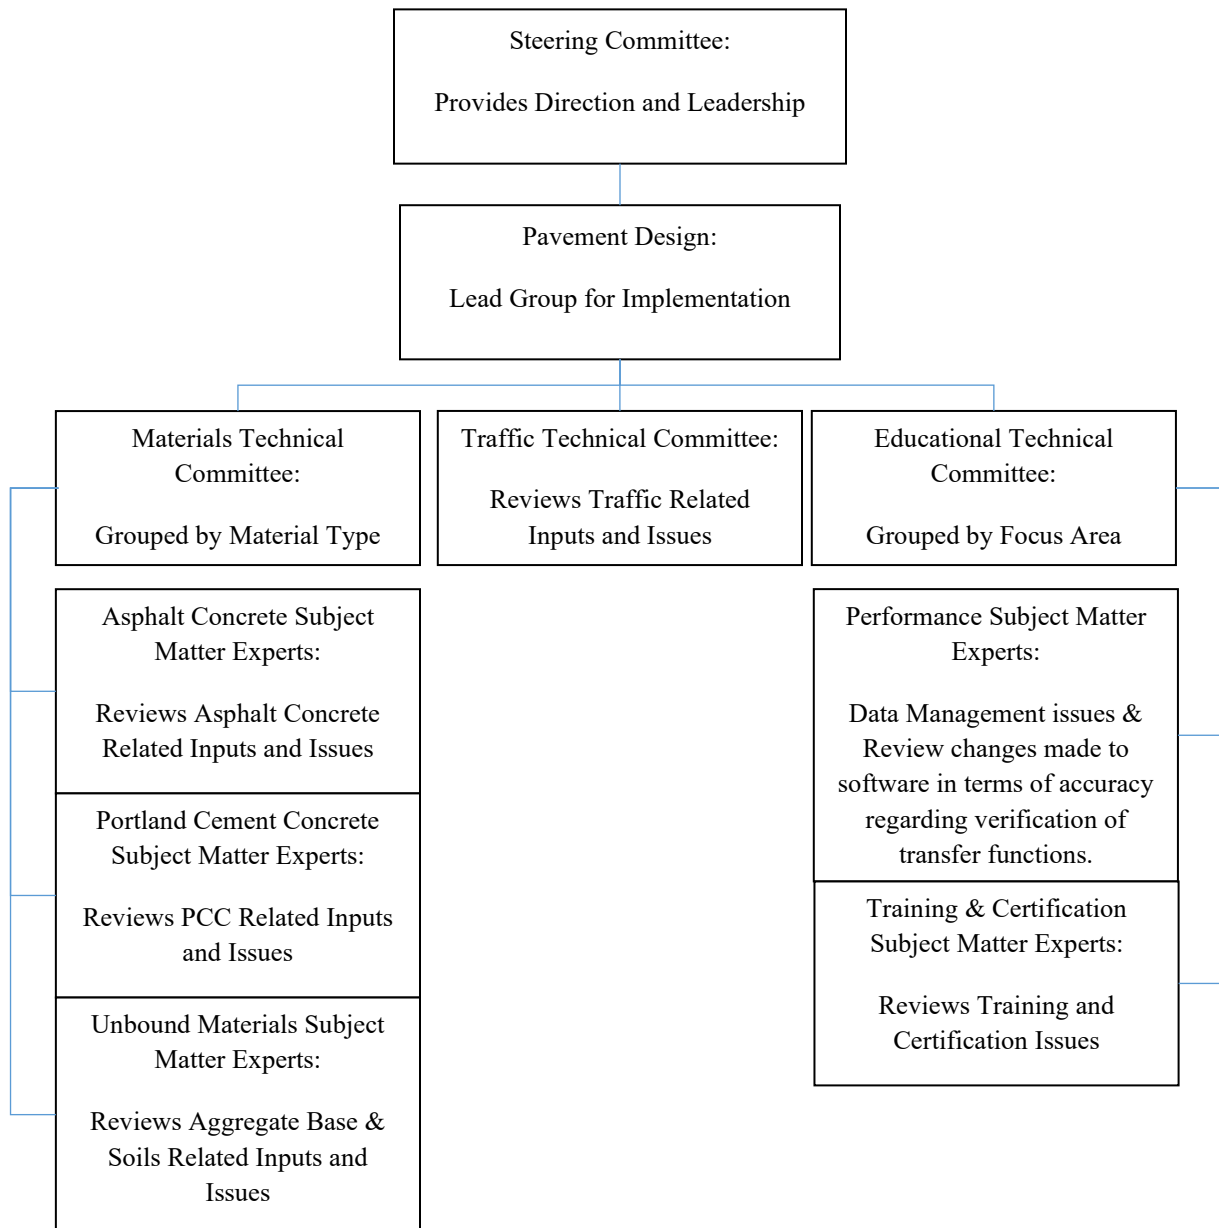 Steering Committee:
Provides Direction and Leadership
Pavement Design:
Lead Group for Implementation
Materials Technical
Committee:
Grouped by Material Type
Traffic Technical Committee:
Reviews Traffic Related
Inputs and Issues
Educational Technical
Committee:
Grouped by Focus Area
Asphalt Concrete Subject
Matter Experts:
Reviews Asphalt Concrete
Related Inputs and Issues
Portland Cement Concrete
Subject Matter Experts:
Reviews PCC Related Inputs
and Issues
Unbound Materials Subject
Matter Experts:
Reviews Aggregate Base &
Soils Related Inputs and
Issues
Performance Subject Matter
Experts:
Data Management issues &
Review changes made to
software in terms of accuracy
regarding verification of
transfer functions.
Training & Certification
Subject Matter Experts:
Reviews Training and
Certification Issues